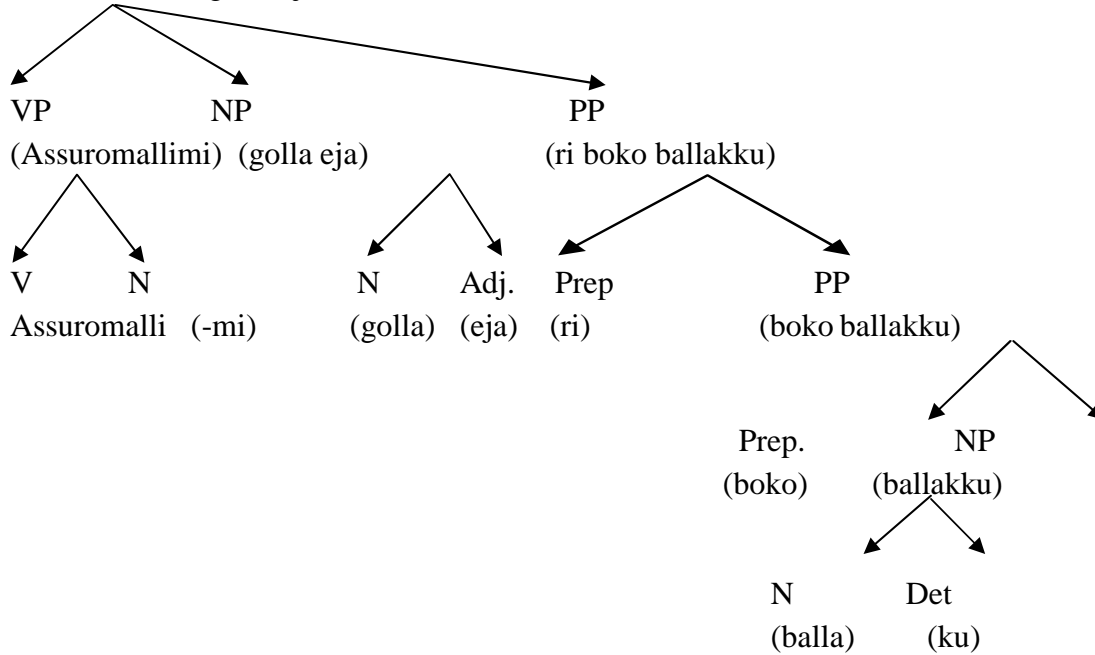 VP NP PP
(Assuromallimi) (golla eja) (ri boko ballakku)
V N N Adj. Prep PP
Assuromalli (-mi) (golla) (eja) (ri) (boko ballakku)
Prep. NP
(boko) (ballakku)
N Det
(balla) (ku)